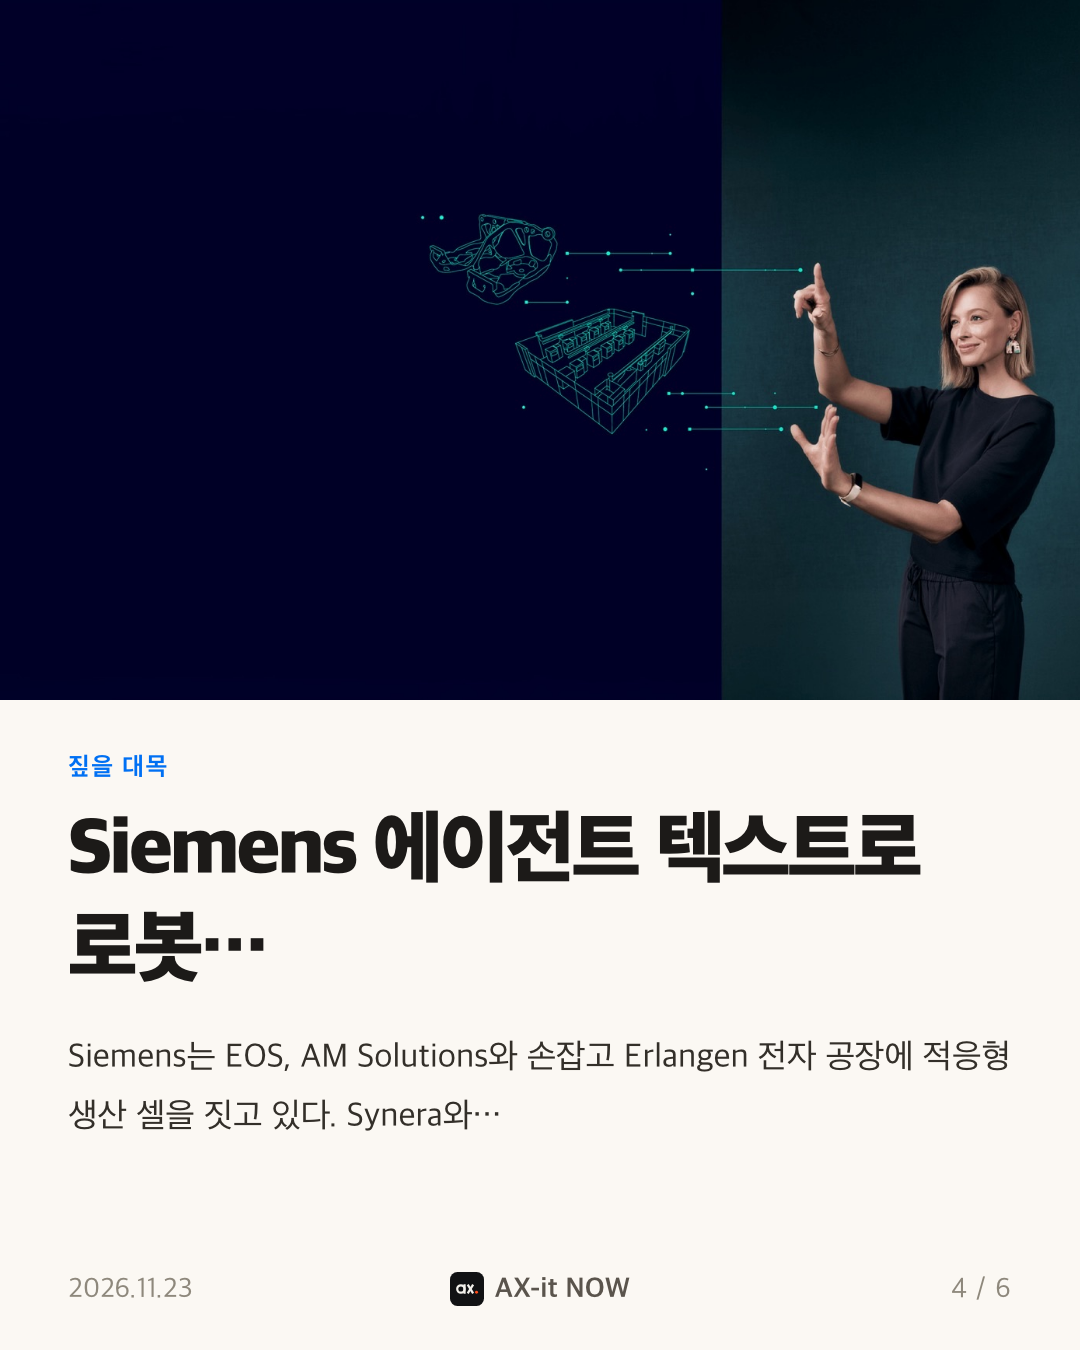 짚을 대목
Siemens 에이전트 텍스트로
로봇…
Siemens는 EOS, AM Solutions와 손잡고 Erlangen 전자 공장에 적응형
생산 셀을 짓고 있다. Synera와…
2026.11.23
ax. AX-it NOW
4 / 6